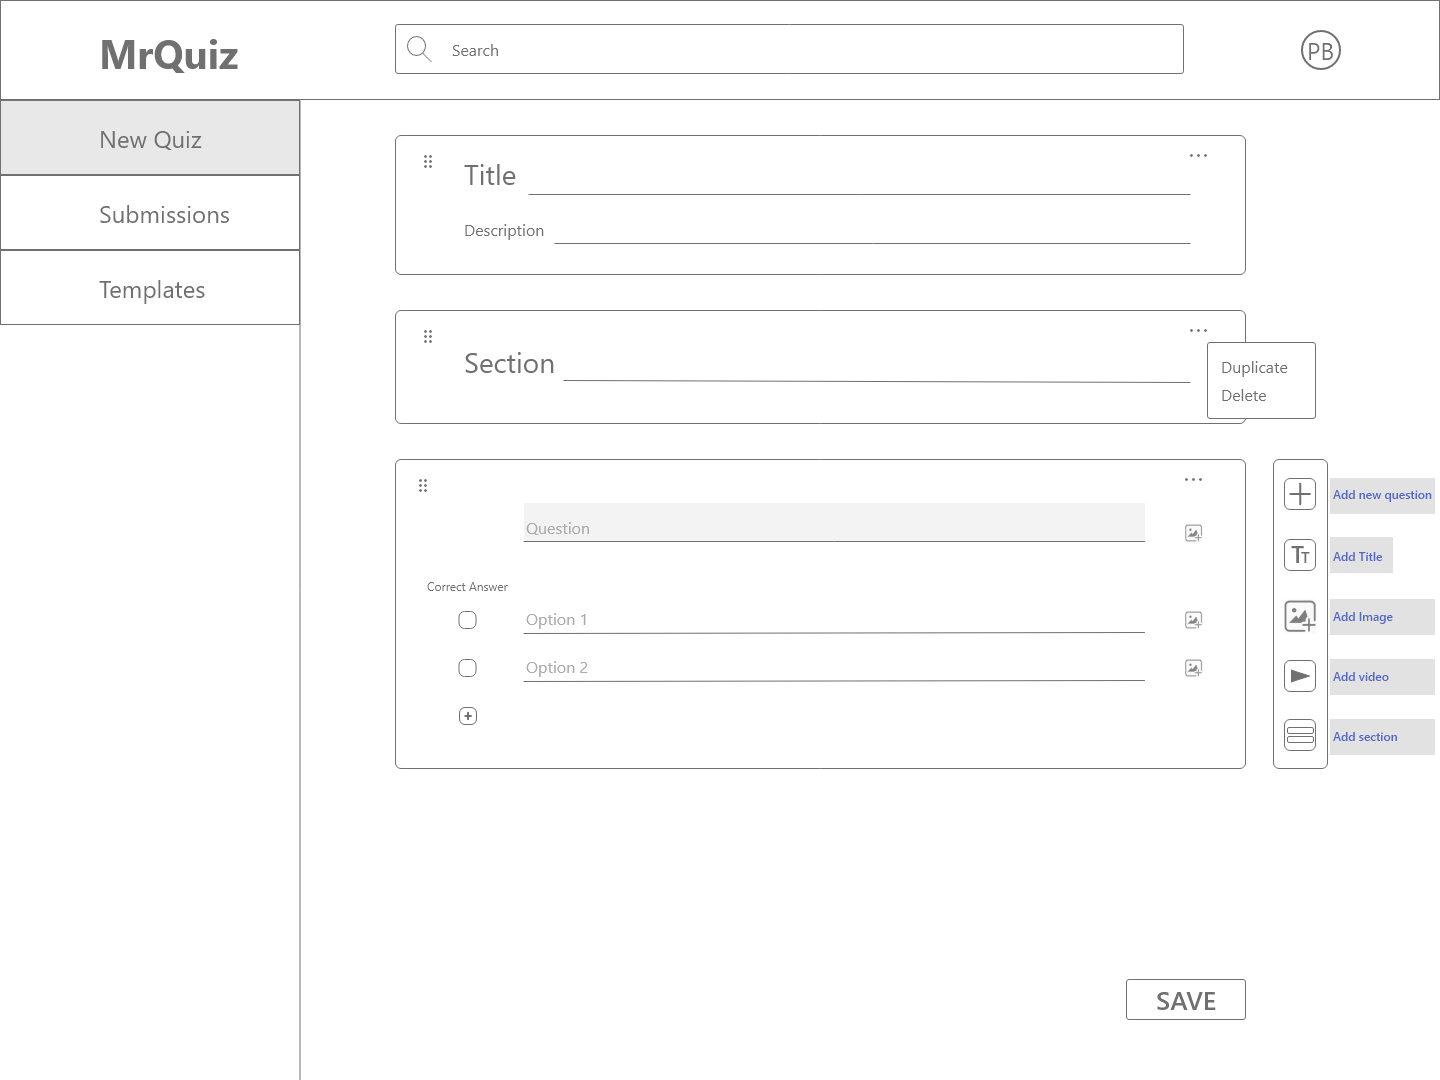 MrQuiz
Search
PB
New Quiz
Submissions
Templates
Title
Description
Section
Duplicate
Delete
Question
Correct Answer
Option 1
Option 2
Add new question
Tt
Add Title
Add Image
Add video
Add section
SAVE